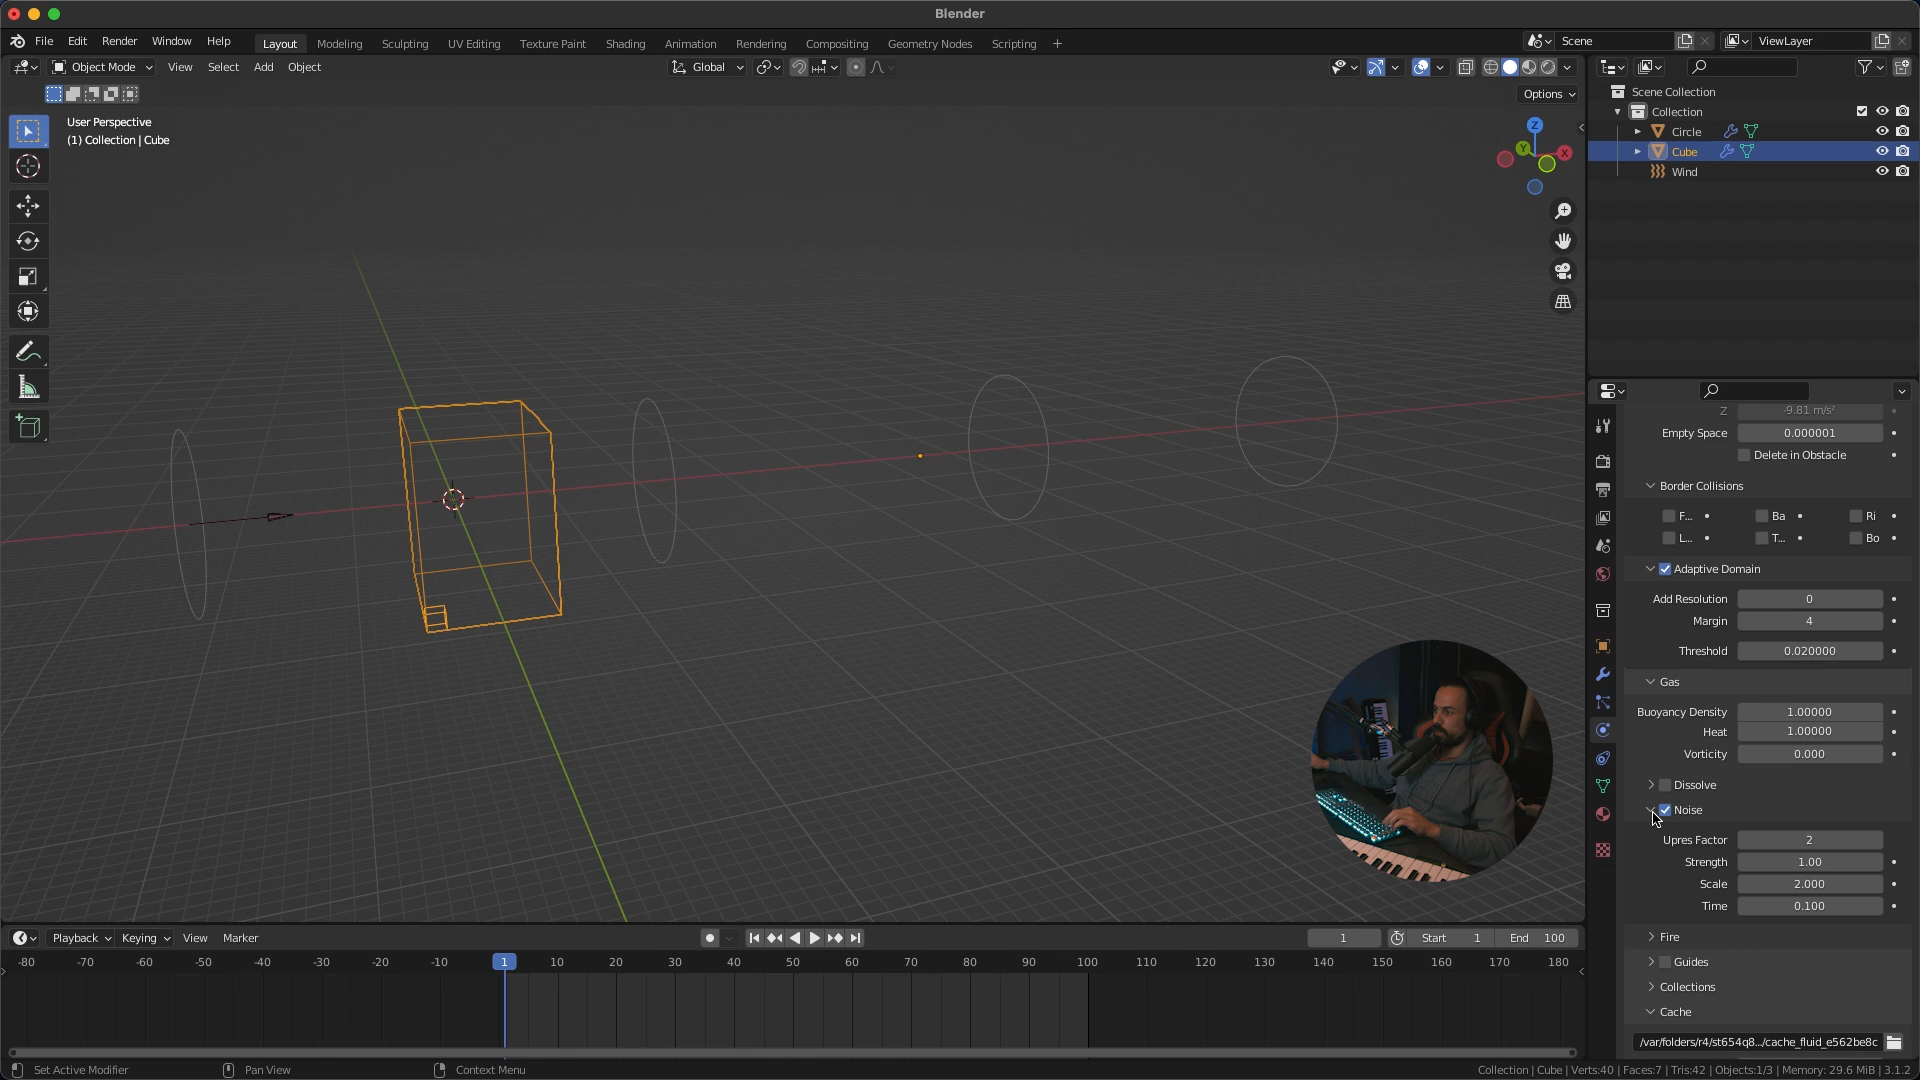 Blender
File Edit Render Window Help
Layout Modeling Sculpting UV Editing Texture Paint Shading Animation Rendering Compositing Geometry Nodes Scripting +
Scene
ViewLayer
Object Mode View Select Add Object
Global
Options
User Perspective
(1) Collection | Cube
Z
Y
X
Scene Collection
Collection
Circle
Cube
Wind
Z -9.81 m/s²
Empty Space 0.000001
Delete in Obstacle
Border Collisions
F... Ba Ri
L... T... Bo
Adaptive Domain
Add Resolution 0
Margin 4
Threshold 0.020000
Gas
Buoyancy Density 1.00000
Heat 1.00000
Vorticity 0.000
Dissolve
Noise
Upres Factor 2
Strength 1.00
Scale 2.000
Time 0.100
Fire
Guides
Collections
Cache
/var/folders/r4/st654q8.../cache_fluid_e562be8c
Playback Keying View Marker
1 Start 1 End 100
-80 -70 -60 -50 -40 -30 -20 -10 1 10 20 30 40 50 60 70 80 90 100 110 120 130 140 150 160 170 180
Set Active Modifier Pan View Context Menu
Collection | Cube | Verts:40 | Faces:7 | Tris:42 | Objects:1/3 | Memory: 29.6 MiB | 3.1.2